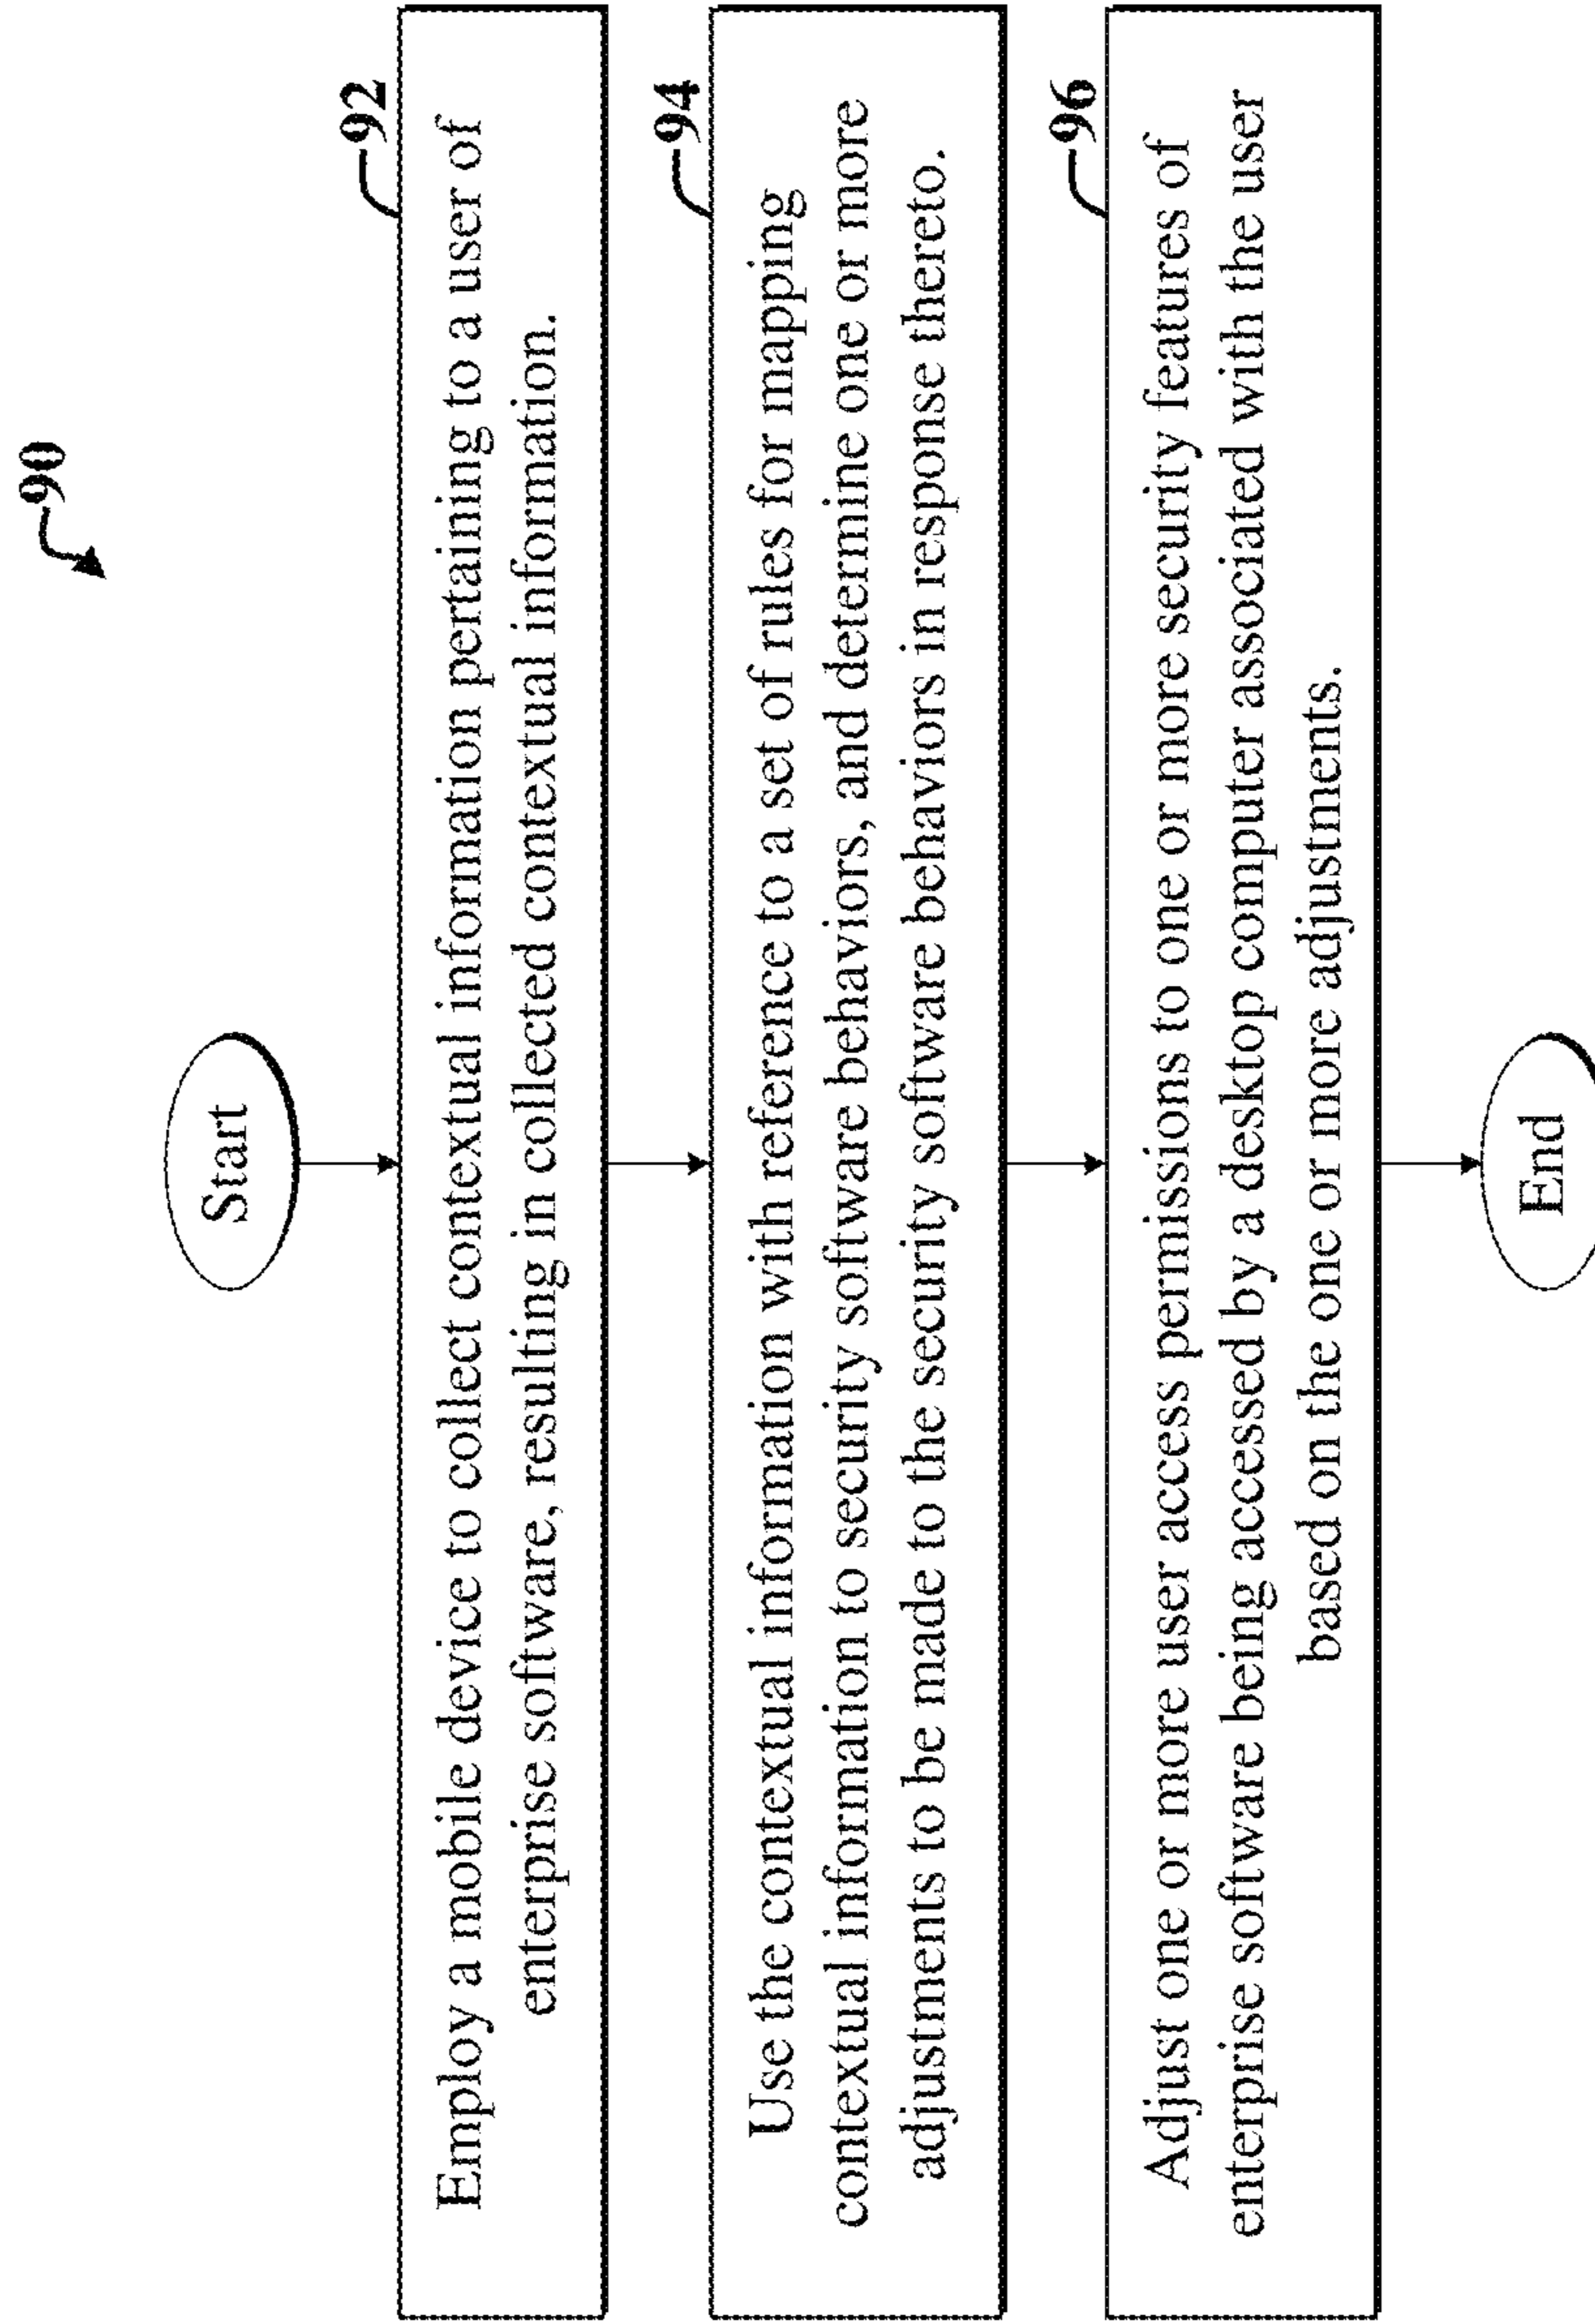 90
Start
92
Employ a mobile device to collect contextual information pertaining to a user of
enterprise software, resulting in collected contextual information.
94
Use the contextual information with reference to a set of rules for mapping
contextual information to security software behaviors, and determine one or more
adjustments to be made to the security software behaviors in response thereto.
96
Adjust one or more user access permissions to one or more security features of
enterprise software being accessed by a desktop computer associated with the user
based on the one or more adjustments.
End